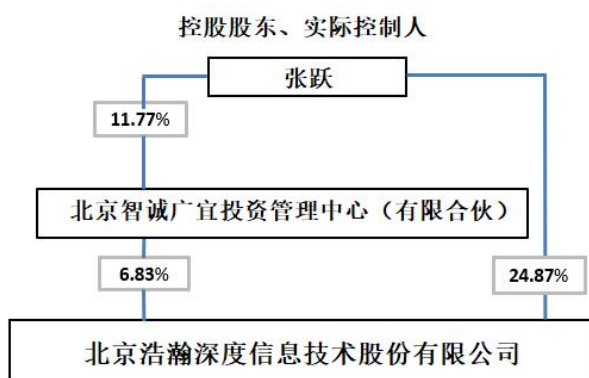 控股股东、实际控制人
张跃
11.77%
北京智诚广宜投资管理中心（有限合伙）
6.83%
24.87%
北京浩瀚深度信息技术股份有限公司